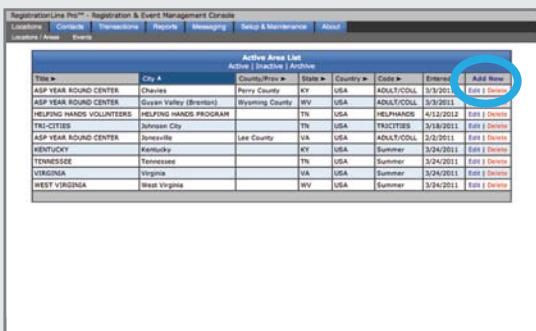 RegistrationLine Pro™ - Registration & Event Management Console
Locations Contacts Transactions Reports Messaging Setup & Maintenance About
Locations / Areas Events
Active Area List
Active | Inactive | Archive
Title ► City ▲ County/Prov ► State ► Country ► Code ► Entered Add New
ASP YEAR ROUND CENTER Chavies Perry County KY USA ADULT/COLL 3/3/2011 Edit | Delete
ASP YEAR ROUND CENTER Guyan Valley (Brenton) Wyoming County WV USA ADULT/COLL 3/3/2011 Edit | Delete
HELPING HANDS VOLUNTEERS HELPING HANDS PROGRAM TN USA HELPHANDS 4/12/2012 Edit | Delete
TRI-CITIES Johnson City TN USA TRICITIES 3/18/2011 Edit | Delete
ASP YEAR ROUND CENTER Jonesville Lee County VA USA ADULT/COLL 2/2/2011 Edit | Delete
KENTUCKY Kentucky KY USA Summer 3/24/2011 Edit | Delete
TENNESSEE Tennessee TN USA Summer 3/24/2011 Edit | Delete
VIRGINIA Virginia VA USA Summer 3/24/2011 Edit | Delete
WEST VIRGINIA West Virginia WV USA Summer 3/24/2011 Edit | Delete